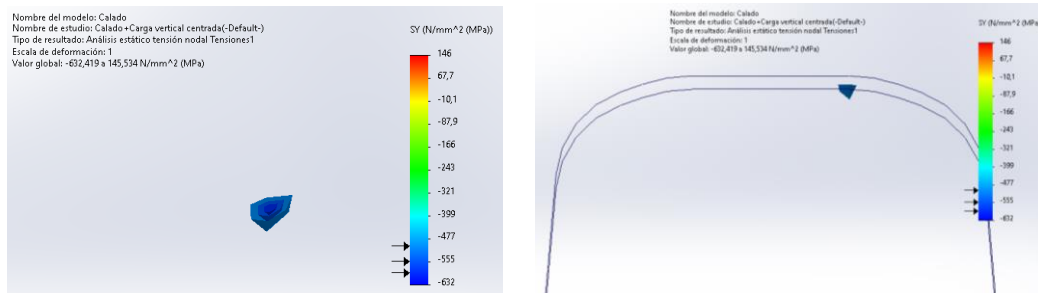 Nombre del modelo: Calado
Nombre de estudio: Calado+Carga vertical centrada(-Default-)
Tipo de resultado: Análisis estático tensión nodal Tensiones1
Escala de deformación: 1
Valor global: -632,419 a 145,534 N/mm^2 (MPa)
SY (N/mm^2 (MPa))
146
67,7
-10,1
-87,9
-166
-243
-321
-399
-477
-555
-632
Nombre del modelo: Calado
Nombre de estudio: Calado+Carga vertical centrada(-Default-)
Tipo de resultado: Análisis estático tensión nodal Tensiones1
Escala de deformación: 1
Valor global: -632,419 a 145,534 N/mm^2 (MPa)
SY (N/mm^2 (MPa
146
67,7
-10,1
-87,9
-166
-243
-321
-399
-477
-555
-632